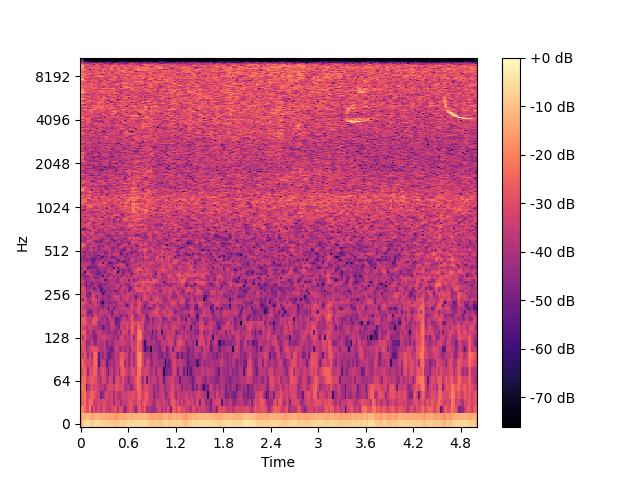 8192
4096
2048
1024
512
256
128
64
0
Hz
0 0.6 1.2 1.8 2.4 3 3.6 4.2 4.8
Time
+0 dB
-10 dB
-20 dB
-30 dB
-40 dB
-50 dB
-60 dB
-70 dB